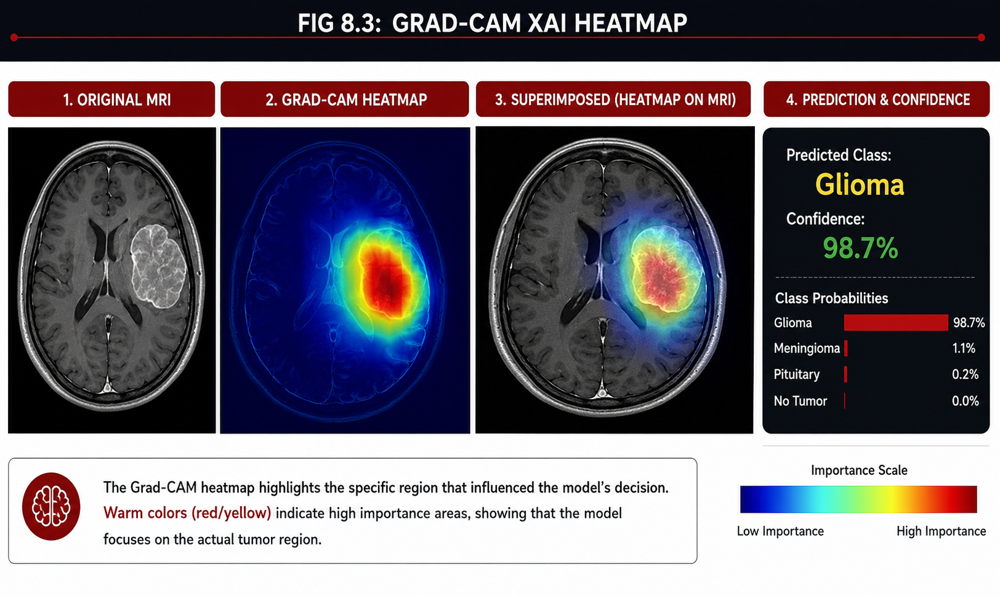 FIG 8.3: GRAD-CAM XAI HEATMAP
1. ORIGINAL MRI
2. GRAD-CAM HEATMAP
3. SUPERIMPOSED (HEATMAP ON MRI)
4. PREDICTION & CONFIDENCE
Predicted Class:
Glioma
Confidence:
98.7%
Class Probabilities
Glioma 98.7%
Meningioma 1.1%
Pituitary 0.2%
No Tumor 0.0%
The Grad-CAM heatmap highlights the specific region that influenced the model's decision.
Warm colors (red/yellow) indicate high importance areas, showing that the model
focuses on the actual tumor region.
Importance Scale
Low Importance High Importance